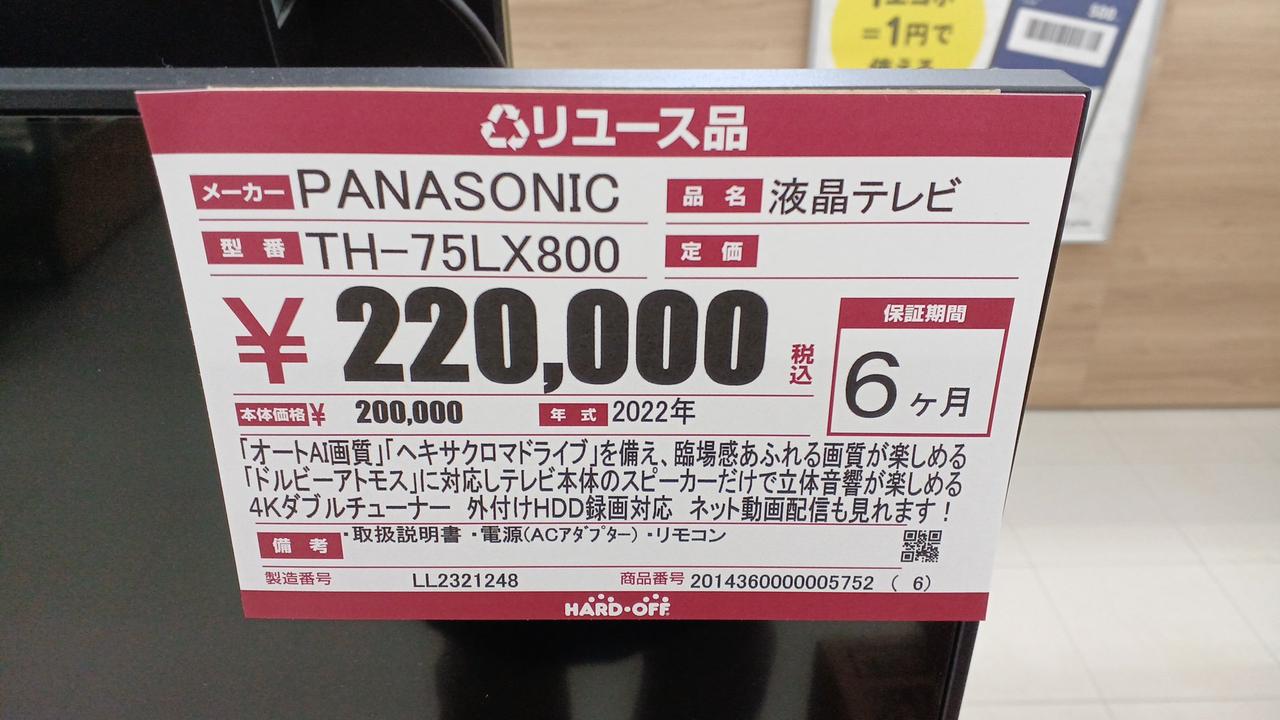 =1円で
リユース品
メーカー PANASONIC 品名 液晶テレビ
型番 TH-75LX800 定価
¥220,000 税込
保証期間
6ヶ月
本体価格 ¥ 200,000 年式 2022年
「オートAI画質」「ヘキサクロマドライブ」を備え、臨場感あふれる画質が楽しめる
「ドルビーアトモス」に対応しテレビ本体のスピーカーだけで立体音響が楽しめる
4Kダブルチューナー 外付けHDD録画対応 ネット動画配信も見れます!
備考 ・取扱説明書 ・電源(ACアダプター) ・リモコン
製造番号 LL2321248 商品番号 2014360000005752 ( 6)
HARD・OFF